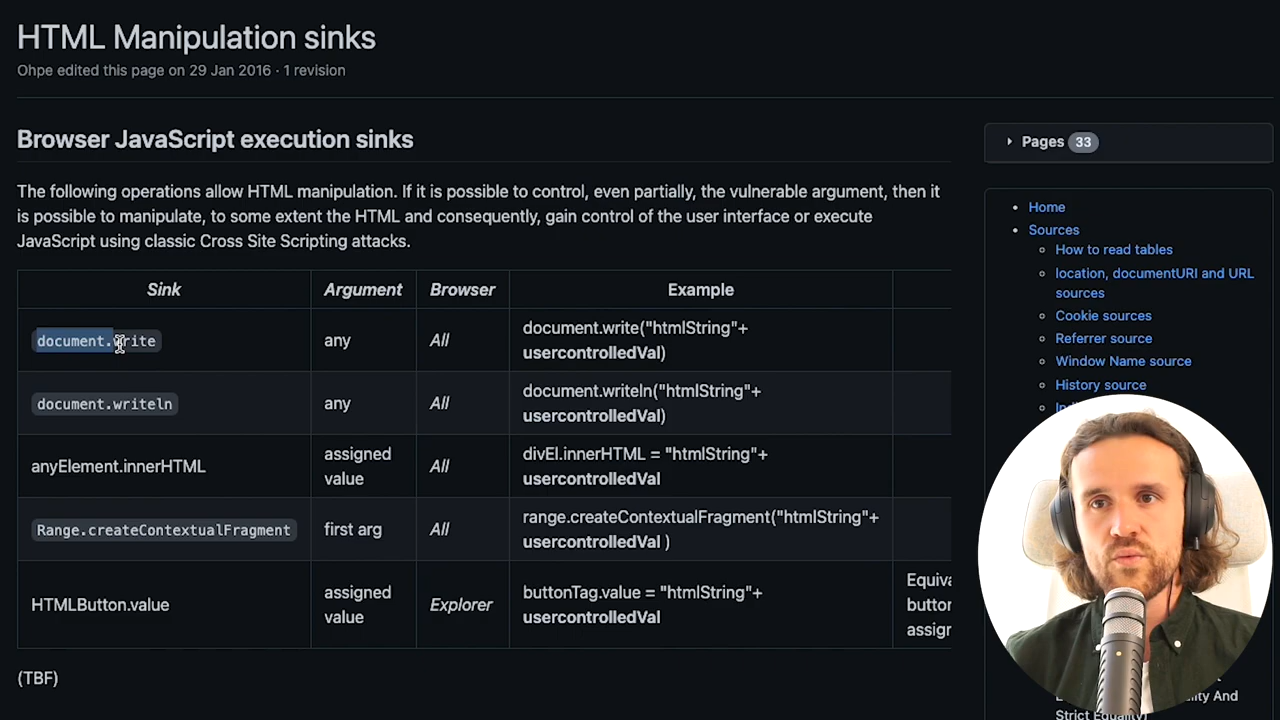 HTML Manipulation sinks
Ohpe edited this page on 29 Jan 2016 · 1 revision
Browser JavaScript execution sinks
The following operations allow HTML manipulation. If it is possible to control, even partially, the vulnerable argument, then it
is possible to manipulate, to some extent the HTML and consequently, gain control of the user interface or execute
JavaScript using classic Cross Site Scripting attacks.
Sink Argument Browser Example
document.write any All document.write("htmlString"+
usercontrolledVal)
document.writeln any All document.writeln("htmlString"+
usercontrolledVal)
anyElement.innerHTML assigned
value All divEl.innerHTML = "htmlString"+
usercontrolledVal
Range.createContextualFragment first arg All range.createContextualFragment("htmlString"+
usercontrolledVal )
HTMLButton.value assigned
value Explorer buttonTag.value = "htmlString"+
usercontrolledVal
(TBF)
Pages 33
Home
Sources
How to read tables
location, documentURI and URL
sources
Cookie sources
Referrer source
Window Name source
History source
And
Strict